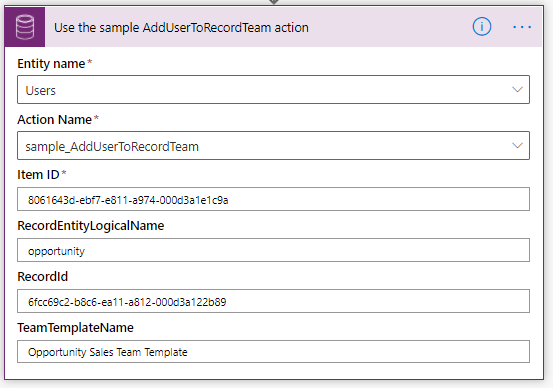 Use the sample AddUserToRecordTeam action
Entity name*
Users
Action Name*
sample_AddUserToRecordTeam
Item ID*
8061643d-ebf7-e811-a974-000d3a1e1c9a
RecordEntityLogicalName
opportunity
RecordId
6fcc69c2-b8c6-ea11-a812-000d3a122b89
TeamTemplateName
Opportunity Sales Team Template